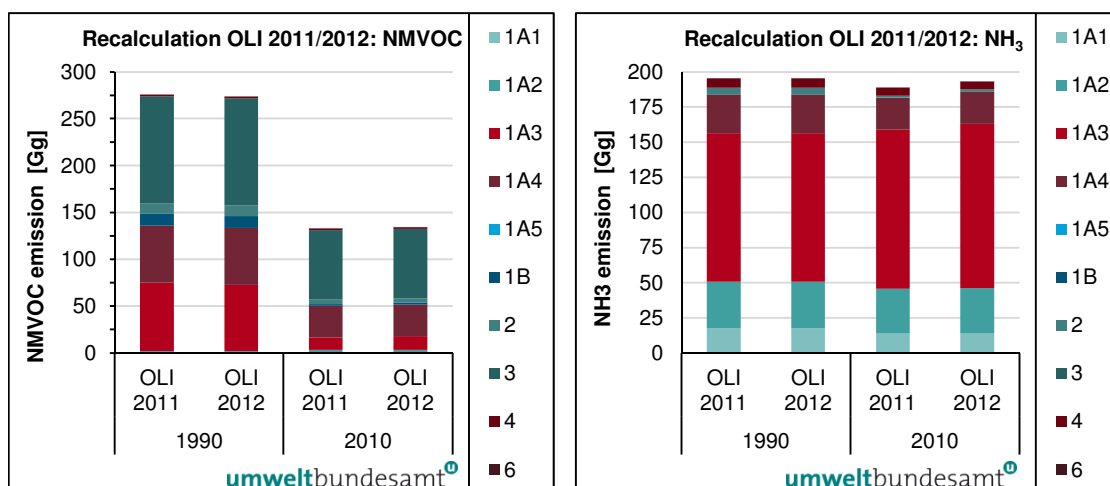 Recalculation OLI 2011/2012: NMVOC
NMVOC emission [Gg]
300
250
200
150
100
50
0
OLI 2011
OLI 2012
OLI 2011
OLI 2012
1990
2010
umweltbundesamt u
1A1
1A2
1A3
1A4
1A5
1B
2
3
4
6
Recalculation OLI 2011/2012: NH₃
NH3 emission [Gg]
200
175
150
125
100
75
50
25
0
OLI 2011
OLI 2012
OLI 2011
OLI 2012
1990
2010
umweltbundesamt u
1A1
1A2
1A3
1A4
1A5
1B
2
3
4
6